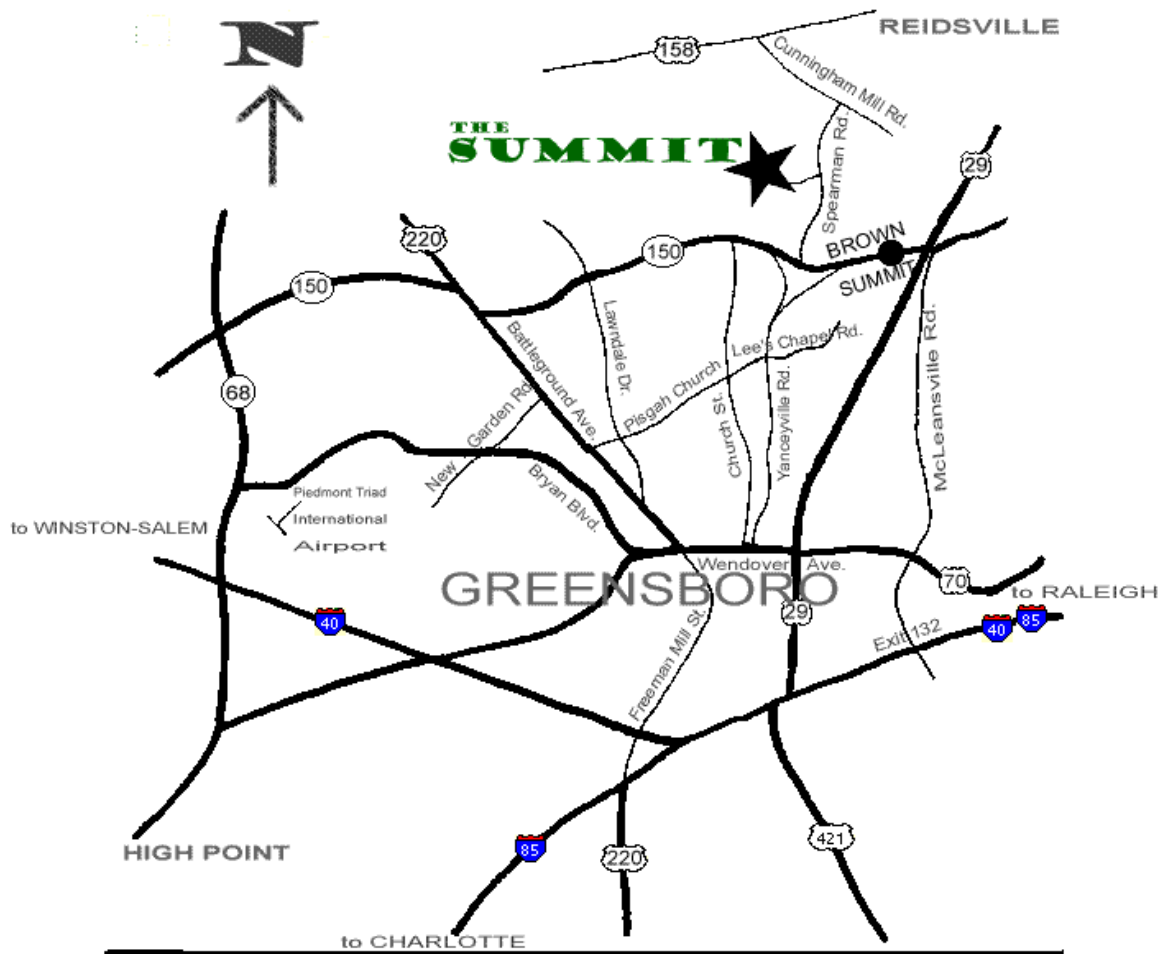 N
REIDSVILLE
158
Cunningham Mill Rd.
THE
SUMMIT
Spearman Rd.
29
220
150
BROWN
SUMMIT
150
Lawndale Dr.
Battleground Ave.
Lee's Chapel Rd.
Pisgah Church
McLeansville Rd.
68
New Garden Rd.
Church St.
Yanceyville Rd.
Bryan Blvd.
Piedmont Triad
International
Airport
to WINSTON-SALEM
Wendover Ave.
GREENSBORO
70
to RALEIGH
29
40
40
85
Exit 132
Freeman Mill St.
HIGH POINT
85
220
421
to CHARLOTTE